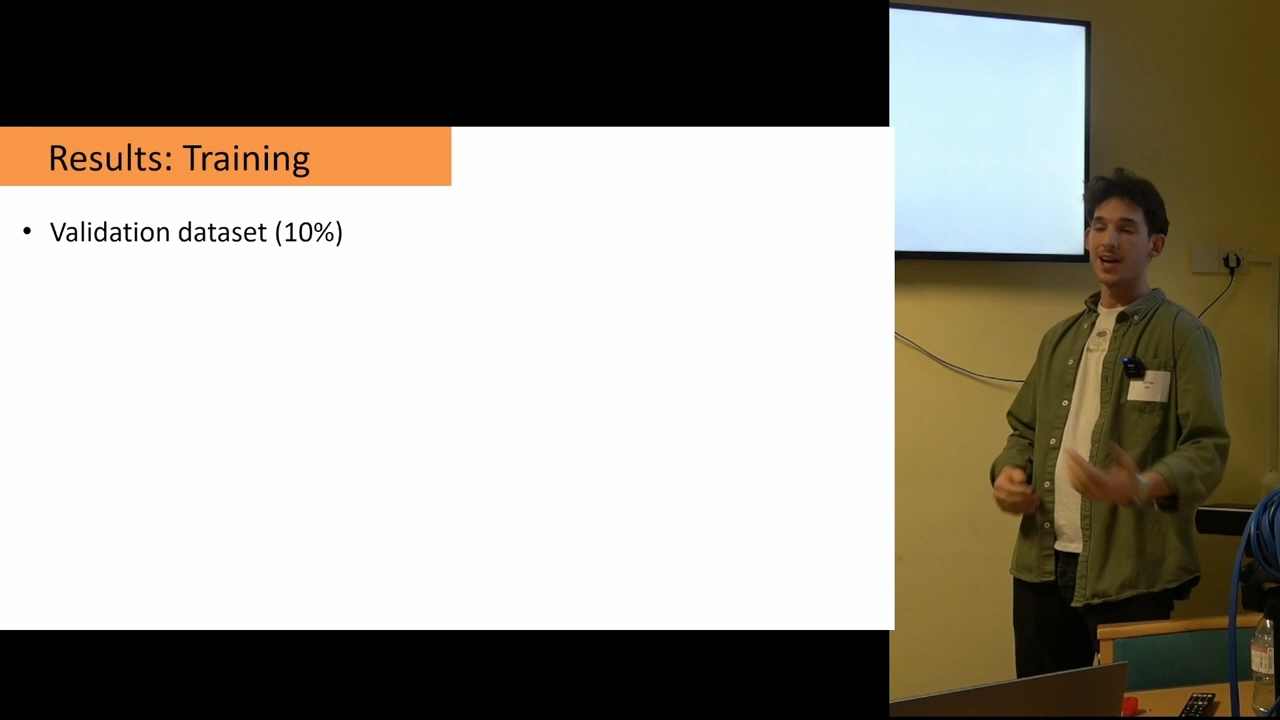 Results: Training
• Validation dataset (10%)